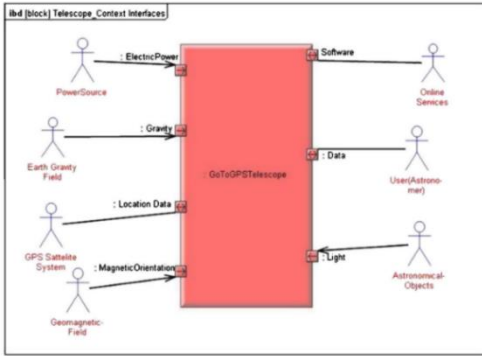 ibd [block] Telescope_Context Interfaces
: ElectricPower
Software
PowerSource
Online
Services
: Gravity
: Data
Earth Gravity
Field
: GoToGPSTelescope
User(Astrono-
mer)
: Location Data
GPS Sattelite
System
: MagneticOrientation
: Light
Astronomical-
Objects
Geomagnetic-
Field